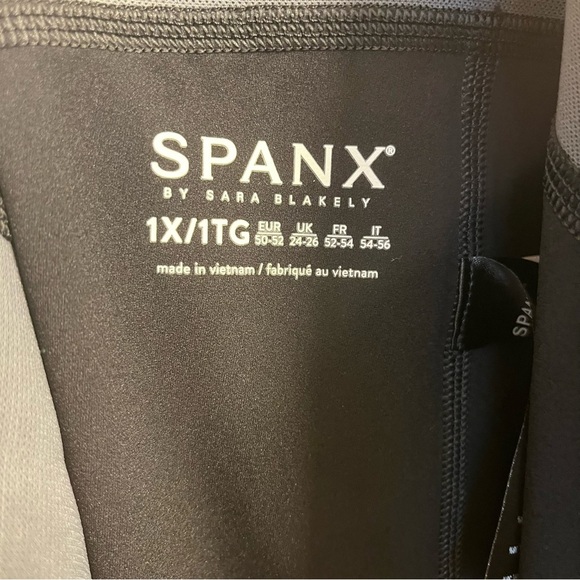 SPANX®
BY SARA BLAKELY
1X/1TG EUR 50-52 UK 24-26 FR 52-54 IT 54-56
made in vietnam / fabriqué au vietnam